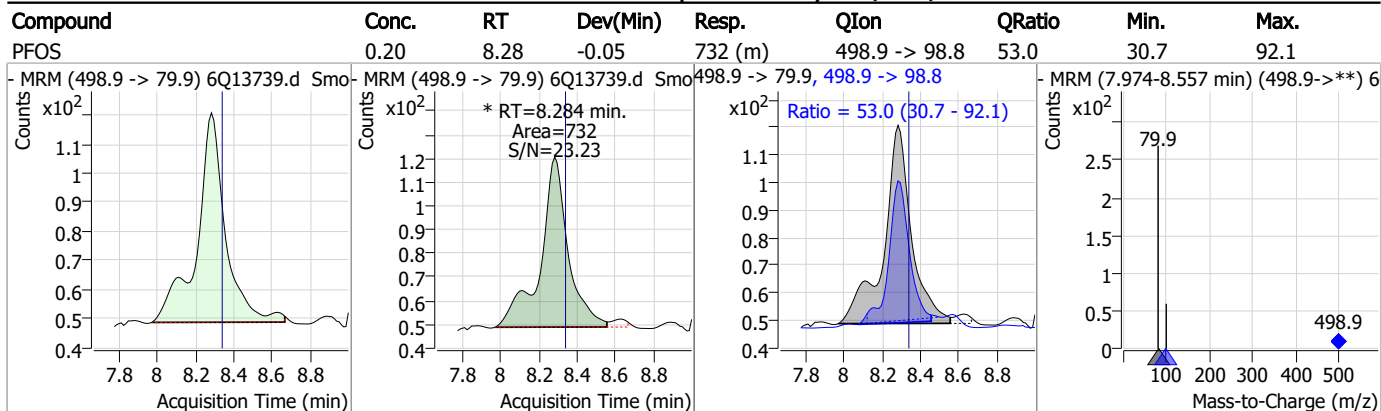 Compound Conc. RT Dev(Min) Resp. QIon QRatio Min. Max.
PFOS 0.20 8.28 -0.05 732 (m) 498.9 -> 98.8 53.0 30.7 92.1
- MRM (498.9 -> 79.9) 6Q13739.d Smo
Counts
x10²
1.1
1
0.9
0.8
0.7
0.6
0.5
0.4
7.8 8 8.2 8.4 8.6 8.8
Acquisition Time (min)
- MRM (498.9 -> 79.9) 6Q13739.d Smo
Counts
x10²
* RT=8.284 min.
Area=732
S/N=23.23
1.2
1.1
1
0.9
0.8
0.7
0.6
0.5
0.4
7.8 8 8.2 8.4 8.6 8.8
Acquisition Time (min)
498.9 -> 79.9, 498.9 -> 98.8
x10²
Ratio = 53.0 (30.7 - 92.1)
1.1
1
0.9
0.8
0.7
0.6
0.5
0.4
7.8 8 8.2 8.4 8.6 8.8
Acquisition Time (min)
- MRM (7.974-8.557 min) (498.9->**) 6
Counts
x10²
79.9
2.5
2
1.5
1
0.5
0
498.9
100 200 300 400 500
Mass-to-Charge (m/z)